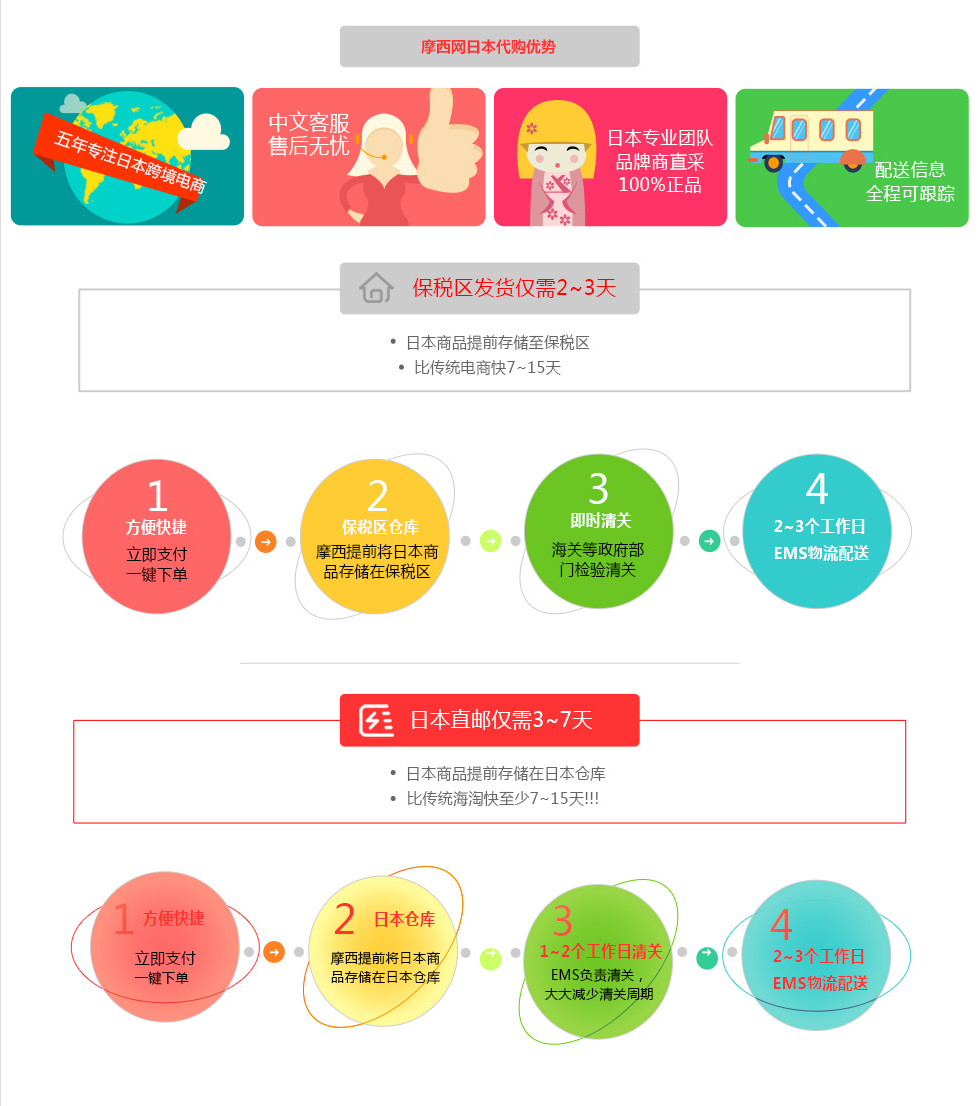 摩西网日本代购优势
五年专注日本跨境电商
中文客服
售后无忧
日本专业团队
品牌商直采
100%正品
配送信息
全程可跟踪
保税区发货仅需2~3天
• 日本商品提前存储至保税区
• 比传统电商快7~15天
1
方便快捷
立即支付
一键下单
2
保税区仓库
摩西提前将日本商
品存储在保税区
3
即时清关
海关等政府部
门检验清关
4
2~3个工作日
EMS物流配送
日本直邮仅需3~7天
• 日本商品提前存储在日本仓库
• 比传统海淘快至少7~15天!!!
1 方便快捷
立即支付
一键下单
2 日本仓库
摩西提前将日本商
品存储在日本仓库
3
1~2个工作日清关
EMS负责清关，
大大减少清关周期
4
2~3个工作日
EMS物流配送